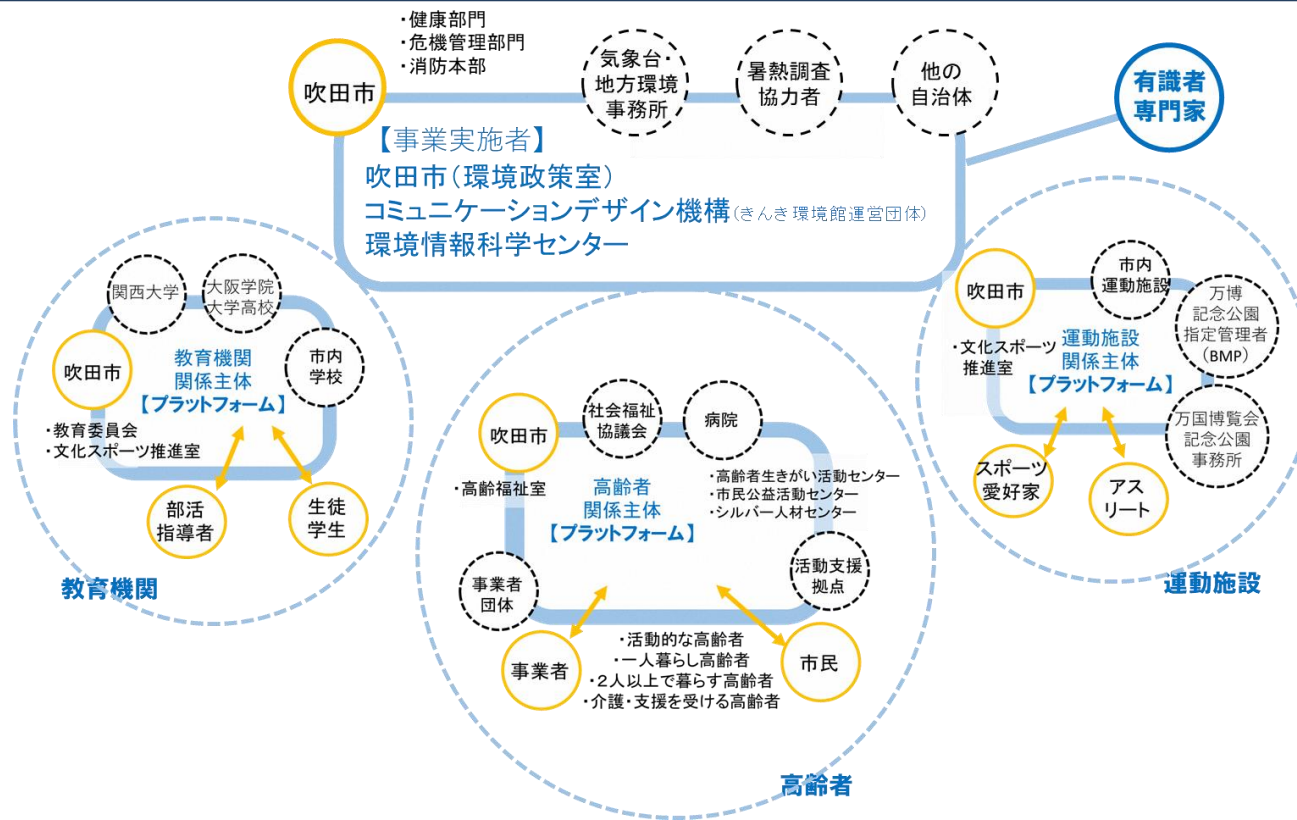 ・健康部門
・危機管理部門
・消防本部
吹田市
気象台・
地方環境
事務所
暑熱調査
協力者
他の
自治体
有識者
専門家
【事業実施者】
吹田市(環境政策室)
コミュニケーションデザイン機構(きんき環境館運営団体)
環境情報科学センター
関西大学
大阪学院
大学高校
吹田市
教育機関
関係主体
【プラットフォーム】
市内
学校
・教育委員会
・文化スポーツ推進室
部活
指導者
生徒
学生
教育機関
吹田市
社会福祉
協議会
病院
・高齢福祉室
高齢者
関係主体
【プラットフォーム】
・高齢者生きがい活動センター
・市民公益活動センター
・シルバー人材センター
事業者
団体
活動支援
拠点
事業者
・活動的な高齢者
・一人暮らし高齢者
・2人以上で暮らす高齢者
・介護・支援を受ける高齢者
市民
高齢者
吹田市
市内
運動施設
万博
記念公園
指定管理者
(BMP)
・文化スポーツ
推進室
運動施設
関係主体
【プラットフォーム】
万国博覧会
記念公園
事務所
スポーツ
愛好家
アス
リート
運動施設